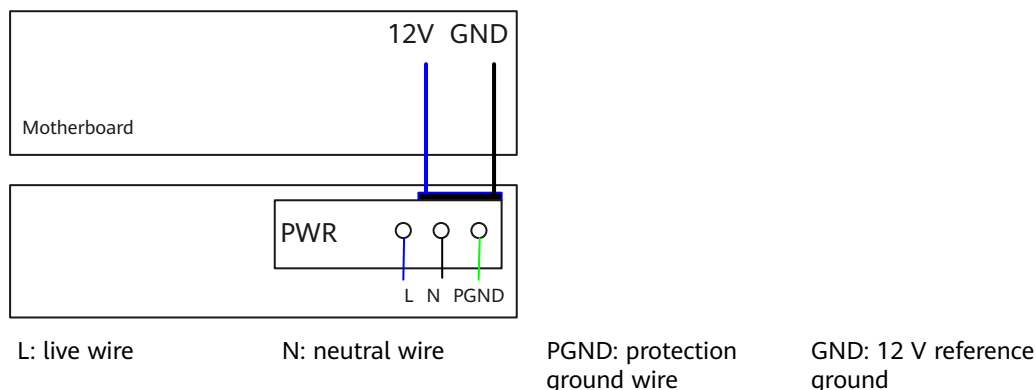 12V GND
Motherboard
PWR
L N PGND
L: live wire
N: neutral wire
PGND: protection
ground wire
GND: 12 V reference
ground